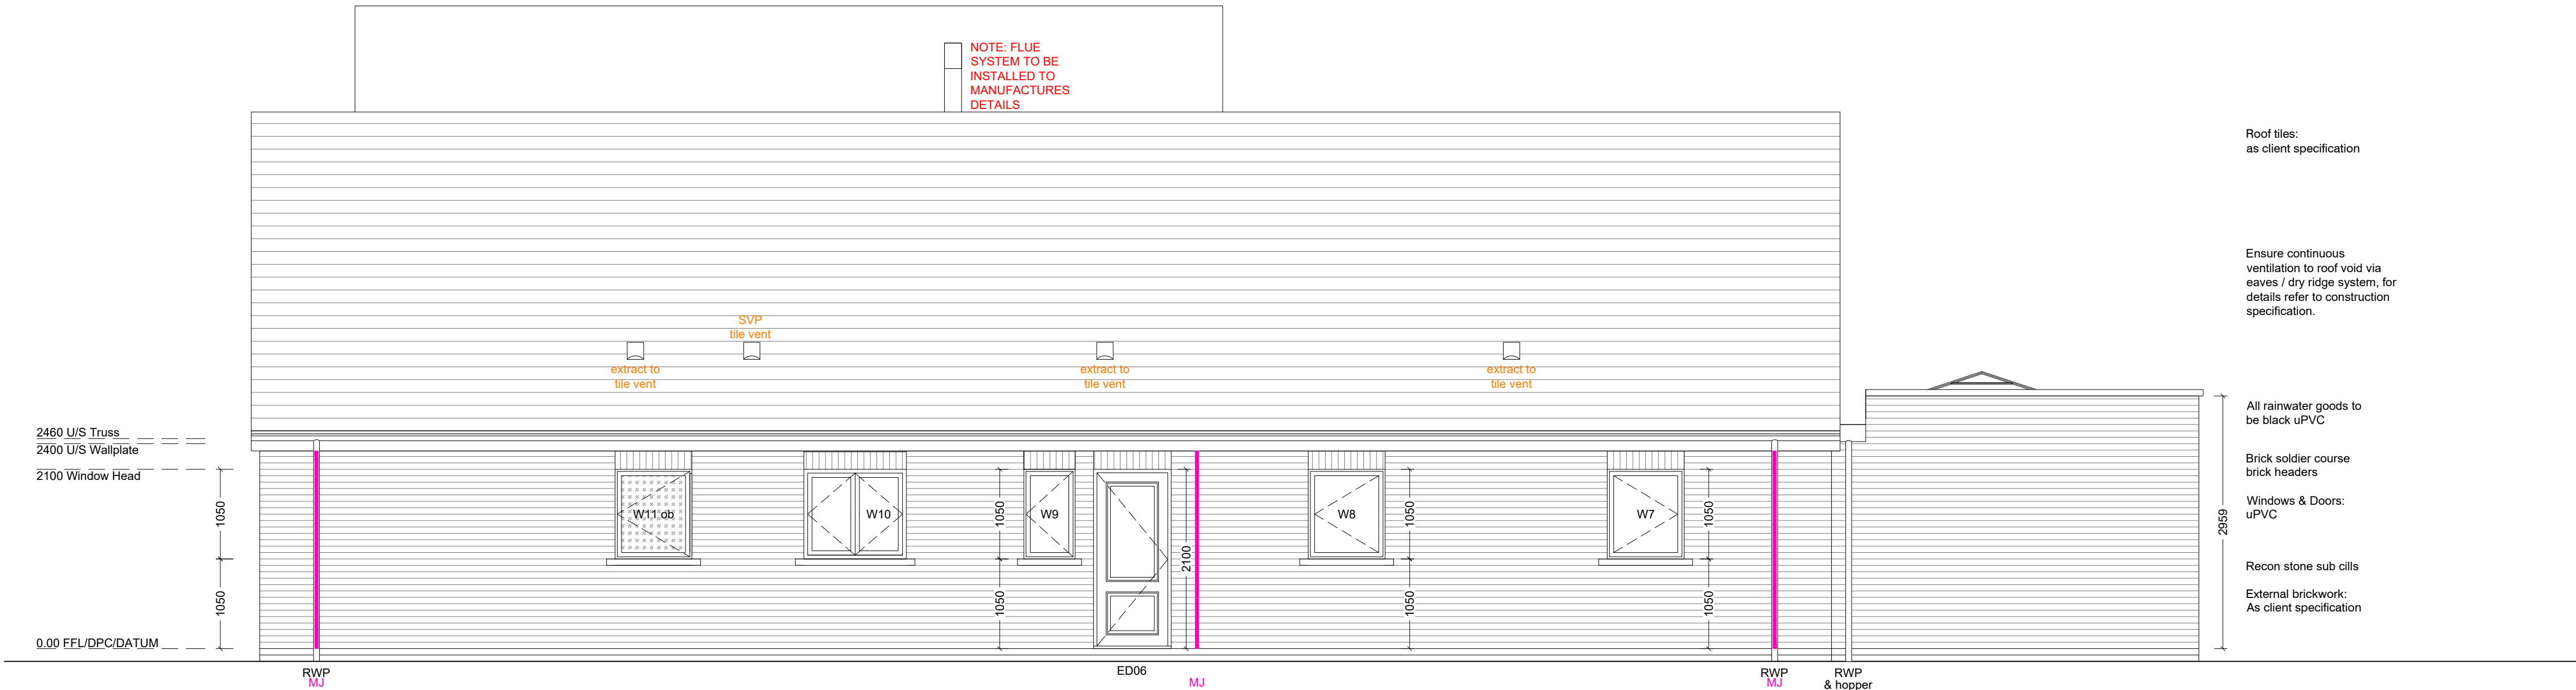 NOTE: FLUE
SYSTEM TO BE
INSTALLED TO
MANUFACTURES
DETAILS
Roof tiles:
as client specification
Ensure continuous
ventilation to roof void via
eaves / dry ridge system, for
details refer to construction
specification.
SVP
tile vent
extract to
tile vent
extract to
tile vent
extract to
tile vent
All rainwater goods to
be black uPVC
2460 U/S Truss
2400 U/S Wallplate
2100 Window Head
Brick soldier course
brick headers
Windows & Doors:
uPVC
1050
W11 ob
W10
1050
W9
W8
1050
W7
1050
2959
2100
Recon stone sub cills
External brickwork:
As client specification
1050
1050
1050
1050
0.00 FFL/DPC/DATUM
RWP
MJ
ED06
MJ
RWP
MJ
RWP
& hopper